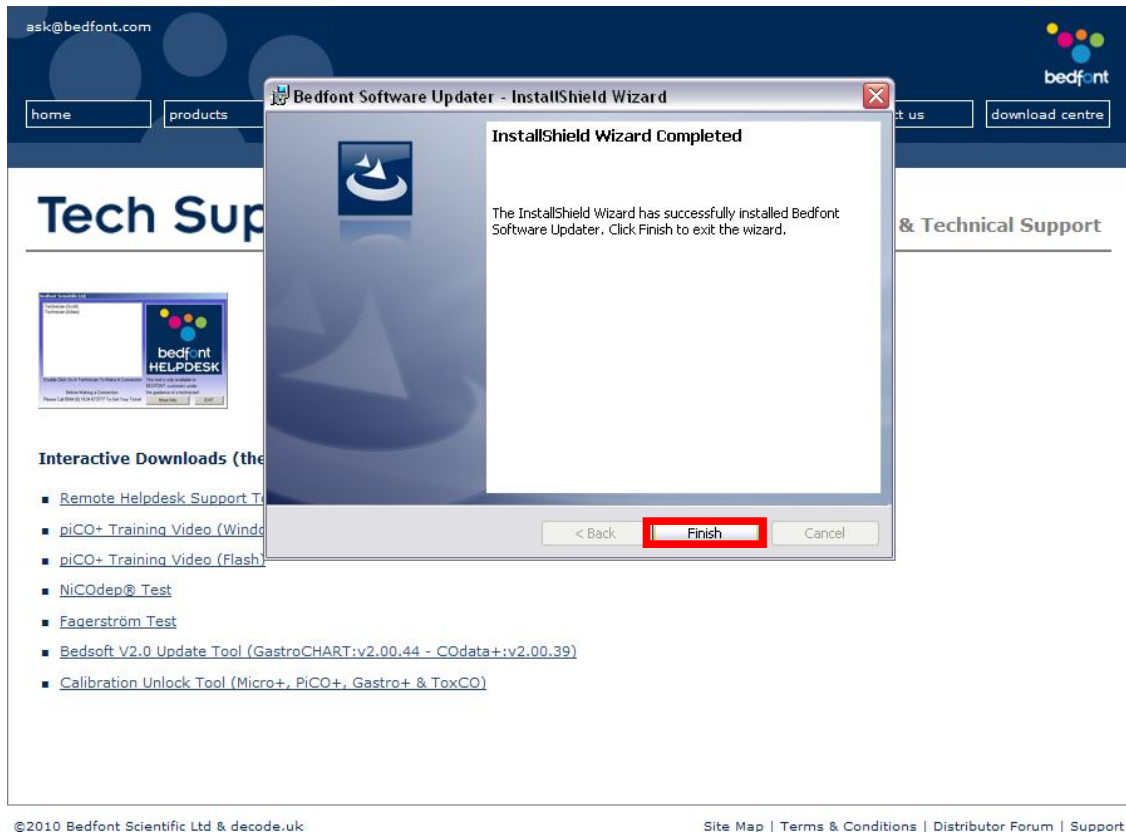 ask@bedfont.com
bedfont
home
products
ct us
download centre
Bedfont Software Updater - InstallShield Wizard
InstallShield Wizard Completed
The InstallShield Wizard has successfully installed Bedfont
Software Updater. Click Finish to exit the wizard.
< Back
Finish
Cancel
Tech Sup
& Technical Support
bedfont
HELPDESK
Interactive Downloads (the
Remote Helpdesk Support T
piCO+ Training Video (Windo
piCO+ Training Video (Flash)
NiCOdep® Test
Fagerström Test
Bedsoft V2.0 Update Tool (GastroCHART:v2.00.44 - COdata+:v2.00.39)
Calibration Unlock Tool (Micro+, PiCO+, Gastro+ & ToxCO)
©2010 Bedfont Scientific Ltd & decode.uk
Site Map | Terms & Conditions | Distributor Forum | Support